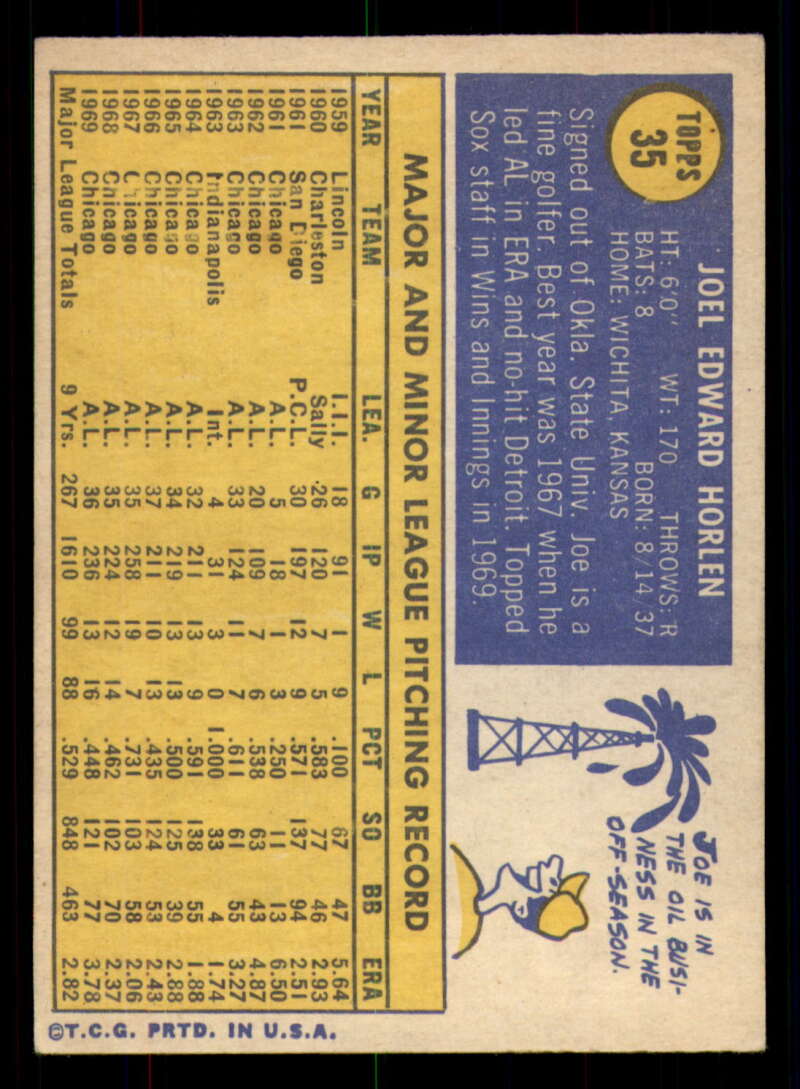 TOPPS
35
JOEL EDWARD HORLEN
HT: 6'0" WT: 170 THROWS: R
BATS: 8 BORN: 8/14/37
HOME: WICHITA, KANSAS
Signed out of Okla. State Univ. Joe is a
fine golfer. Best year was 1967 when he
led AL in ERA and no-hit Detroit. Topped
Sox staff in Wins and Innings in 1969.
JOE IS IN
THE OIL BUSI-
NESS IN THE
OFF-SEASON.
MAJOR AND MINOR LEAGUE PITCHING RECORD
YEAR TEAM LEA. G IP W L PCT SO BB ERA
1959 Lincoln I.I.I. 18 91 1 9 .100 67 47 5.64
1960 Charleston Sally .26 120 7 5 .583 77 46 2.93
1961 San Diego P.C.L. 30 197 12 9 .571 137 94 2.51
1961 Chicago A.L. 5 18 1 3 .250 11 13 6.50
1962 Chicago A.L. 20 109 7 6 .538 63 43 4.87
1963 Chicago A.L. 33 124 11 7 .611 61 55 3.27
1963 Indianapolis Int. 4 31 3 0 1.000 33 4 1.74
1964 Chicago A.L. 32 211 13 9 .591 138 55 1.88
1965 Chicago A.L. 34 219 13 13 .500 125 39 2.88
1966 Chicago A.L. 37 211 10 13 .435 124 53 2.43
1967 Chicago A.L. 35 258 19 7 .731 103 58 2.06
1968 Chicago A.L. 35 224 12 14 .462 102 70 2.37
1969 Chicago A.L. 36 236 13 16 .448 121 77 3.78
Major League Totals 9 Yrs. 267 1610 99 88 .529 848 463 2.82
©T.C.G. PRTD. IN U.S.A.